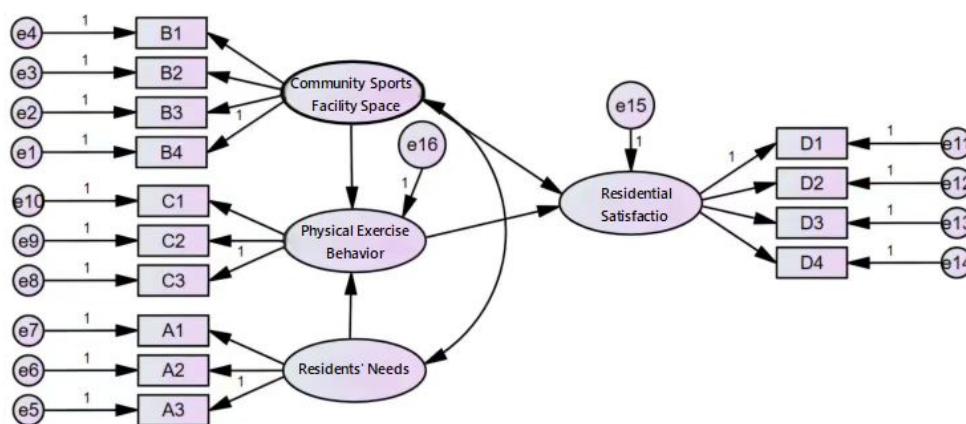 e4 1 B1
e3 1 B2
e2 1 B3
e1 1 B4
1
Community Sports
Facility Space
e16
1
e15
1
e10 1 C1
e9 1 C2
e8 1 C3
1
Physical Exercise
Behavior
Residential
Satisfactio
1
D1 1 e11
D2 1 e12
D3 1 e13
D4 1 e14
e7 1 A1
e6 1 A2
e5 1 A3
1
Residents' Needs